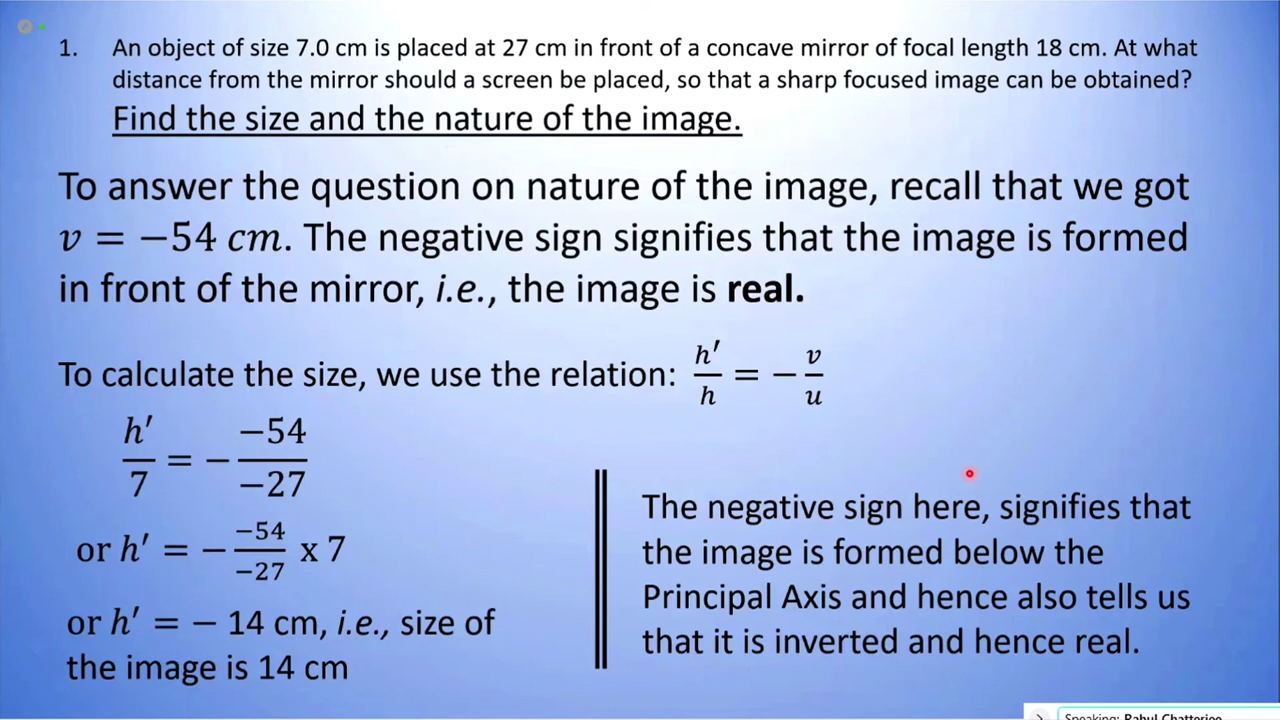 1. An object of size 7.0 cm is placed at 27 cm in front of a concave mirror of focal length 18 cm. At what
distance from the mirror should a screen be placed, so that a sharp focused image can be obtained?
Find the size and the nature of the image.
To answer the question on nature of the image, recall that we got
v = −54 cm. The negative sign signifies that the image is formed
in front of the mirror, i.e., the image is real.
To calculate the size, we use the relation: h′/h = − v/u
h′/7 = − −54/−27
or h′ = − −54/−27 x 7
or h′ = − 14 cm, i.e., size of
the image is 14 cm
The negative sign here, signifies that
the image is formed below the
Principal Axis and hence also tells us
that it is inverted and hence real.
Speaking: Rahul Chatterjee